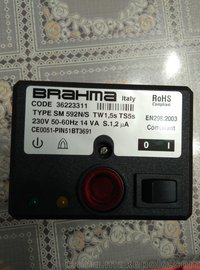 BRAHMA Italy
RoHS
Compliant
CODE 36223311
TYPE SM 592N/S TW1,5s TS5s
230V 50-60Hz 14 VA S.1,2 µA
CE0051-PIN51BT3691
EN298:2003
Compliant
0 I